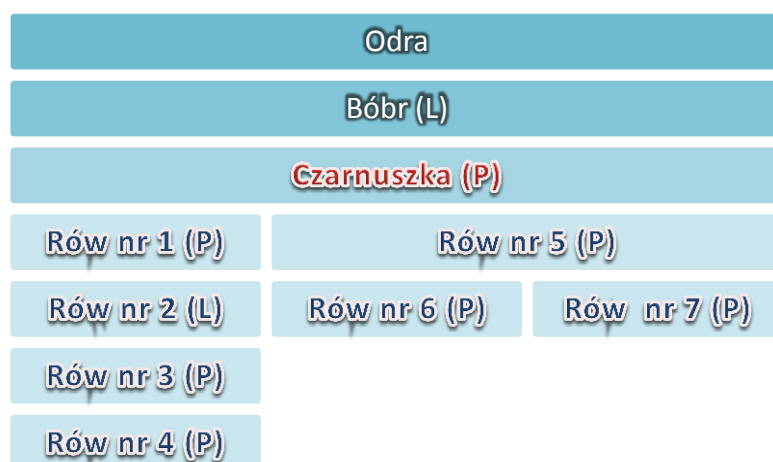 Odra
Bóbr (L)
Czarnuszka (P)
Rów nr 1 (P)
Rów nr 5 (P)
Rów nr 2 (L)
Rów nr 6 (P)
Rów nr 7 (P)
Rów nr 3 (P)
Rów nr 4 (P)